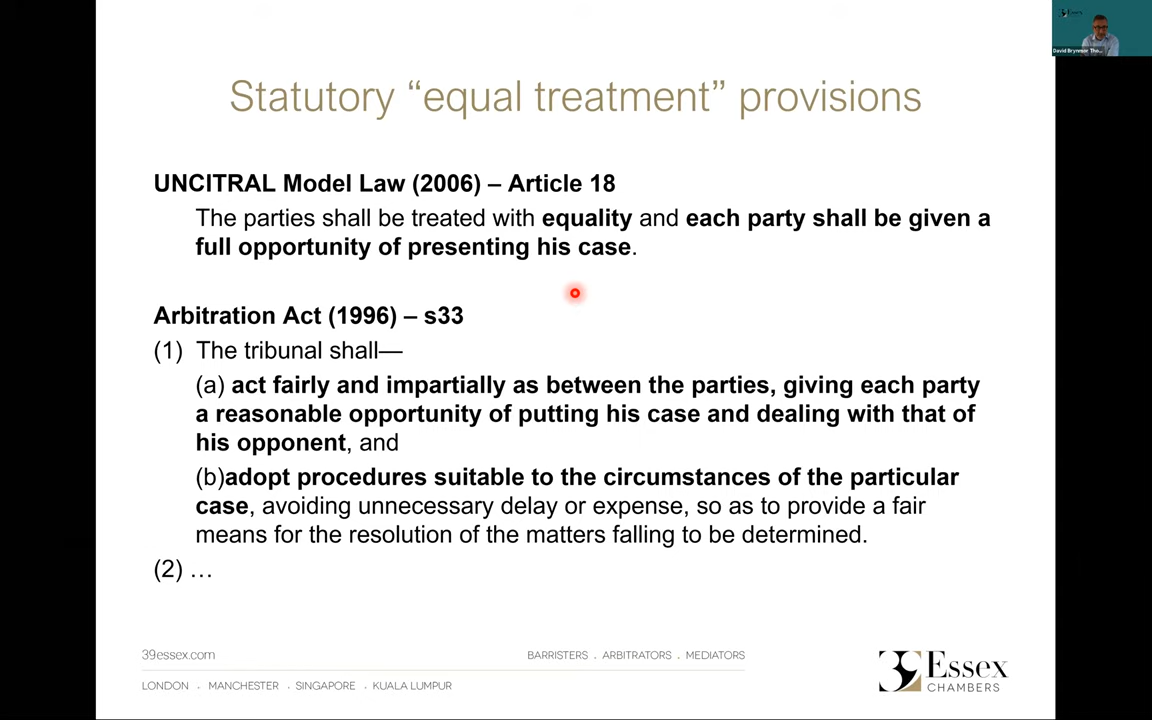 Essex
David Brynmor Tho...
Statutory “equal treatment” provisions
UNCITRAL Model Law (2006) – Article 18
The parties shall be treated with equality and each party shall be given a
full opportunity of presenting his case.
Arbitration Act (1996) – s33
(1) The tribunal shall—
(a) act fairly and impartially as between the parties, giving each party
a reasonable opportunity of putting his case and dealing with that of
his opponent, and
(b)adopt procedures suitable to the circumstances of the particular
case, avoiding unnecessary delay or expense, so as to provide a fair
means for the resolution of the matters falling to be determined.
(2) …
39essex.com
BARRISTERS . ARBITRATORS . MEDIATORS
LONDON . MANCHESTER . SINGAPORE . KUALA LUMPUR
39 Essex
CHAMBERS